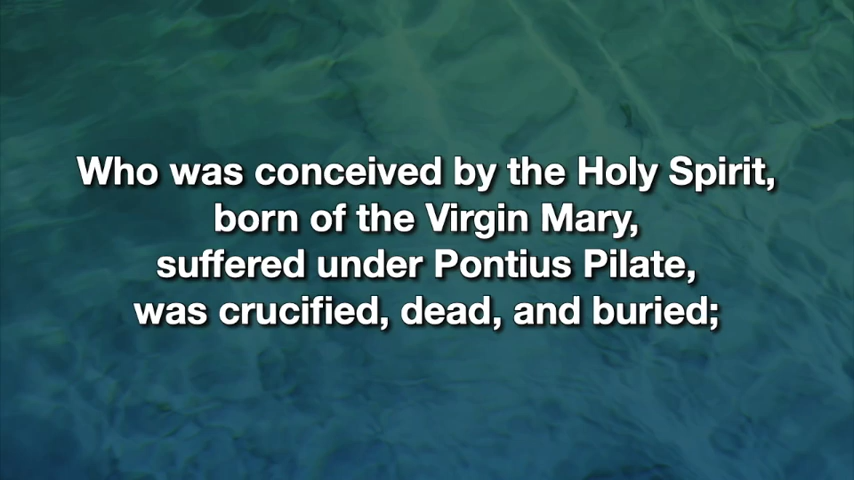 Who was conceived by the Holy Spirit,
born of the Virgin Mary,
suffered under Pontius Pilate,
was crucified, dead, and buried;